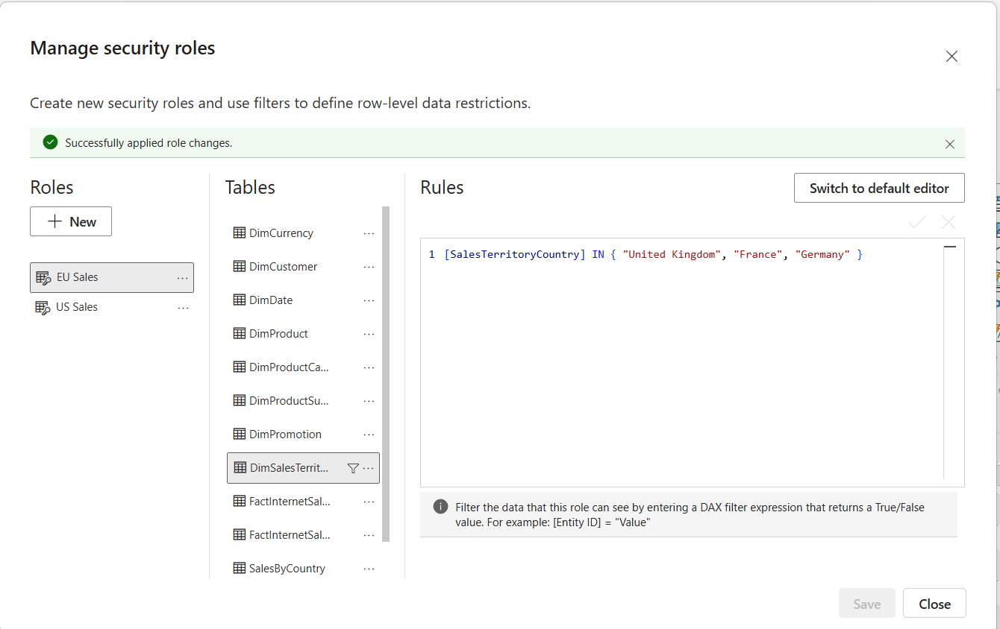 Manage security roles
Create new security roles and use filters to define row-level data restrictions.
Successfully applied role changes.
Roles
New
EU Sales
...
US Sales
...
Tables
DimCurrency
...
DimCustomer
...
DimDate
...
DimProduct
...
DimProductCa...
...
DimProductSu...
...
DimPromotion
...
DimSalesTerrit...
...
FactInternetSal...
...
FactInternetSal...
...
SalesByCountry
...
Rules
Switch to default editor
1 [SalesTerritoryCountry] IN { "United Kingdom", "France", "Germany" }
Filter the data that this role can see by entering a DAX filter expression that returns a True/False
value. For example: [Entity ID] = "Value"
Save
Close